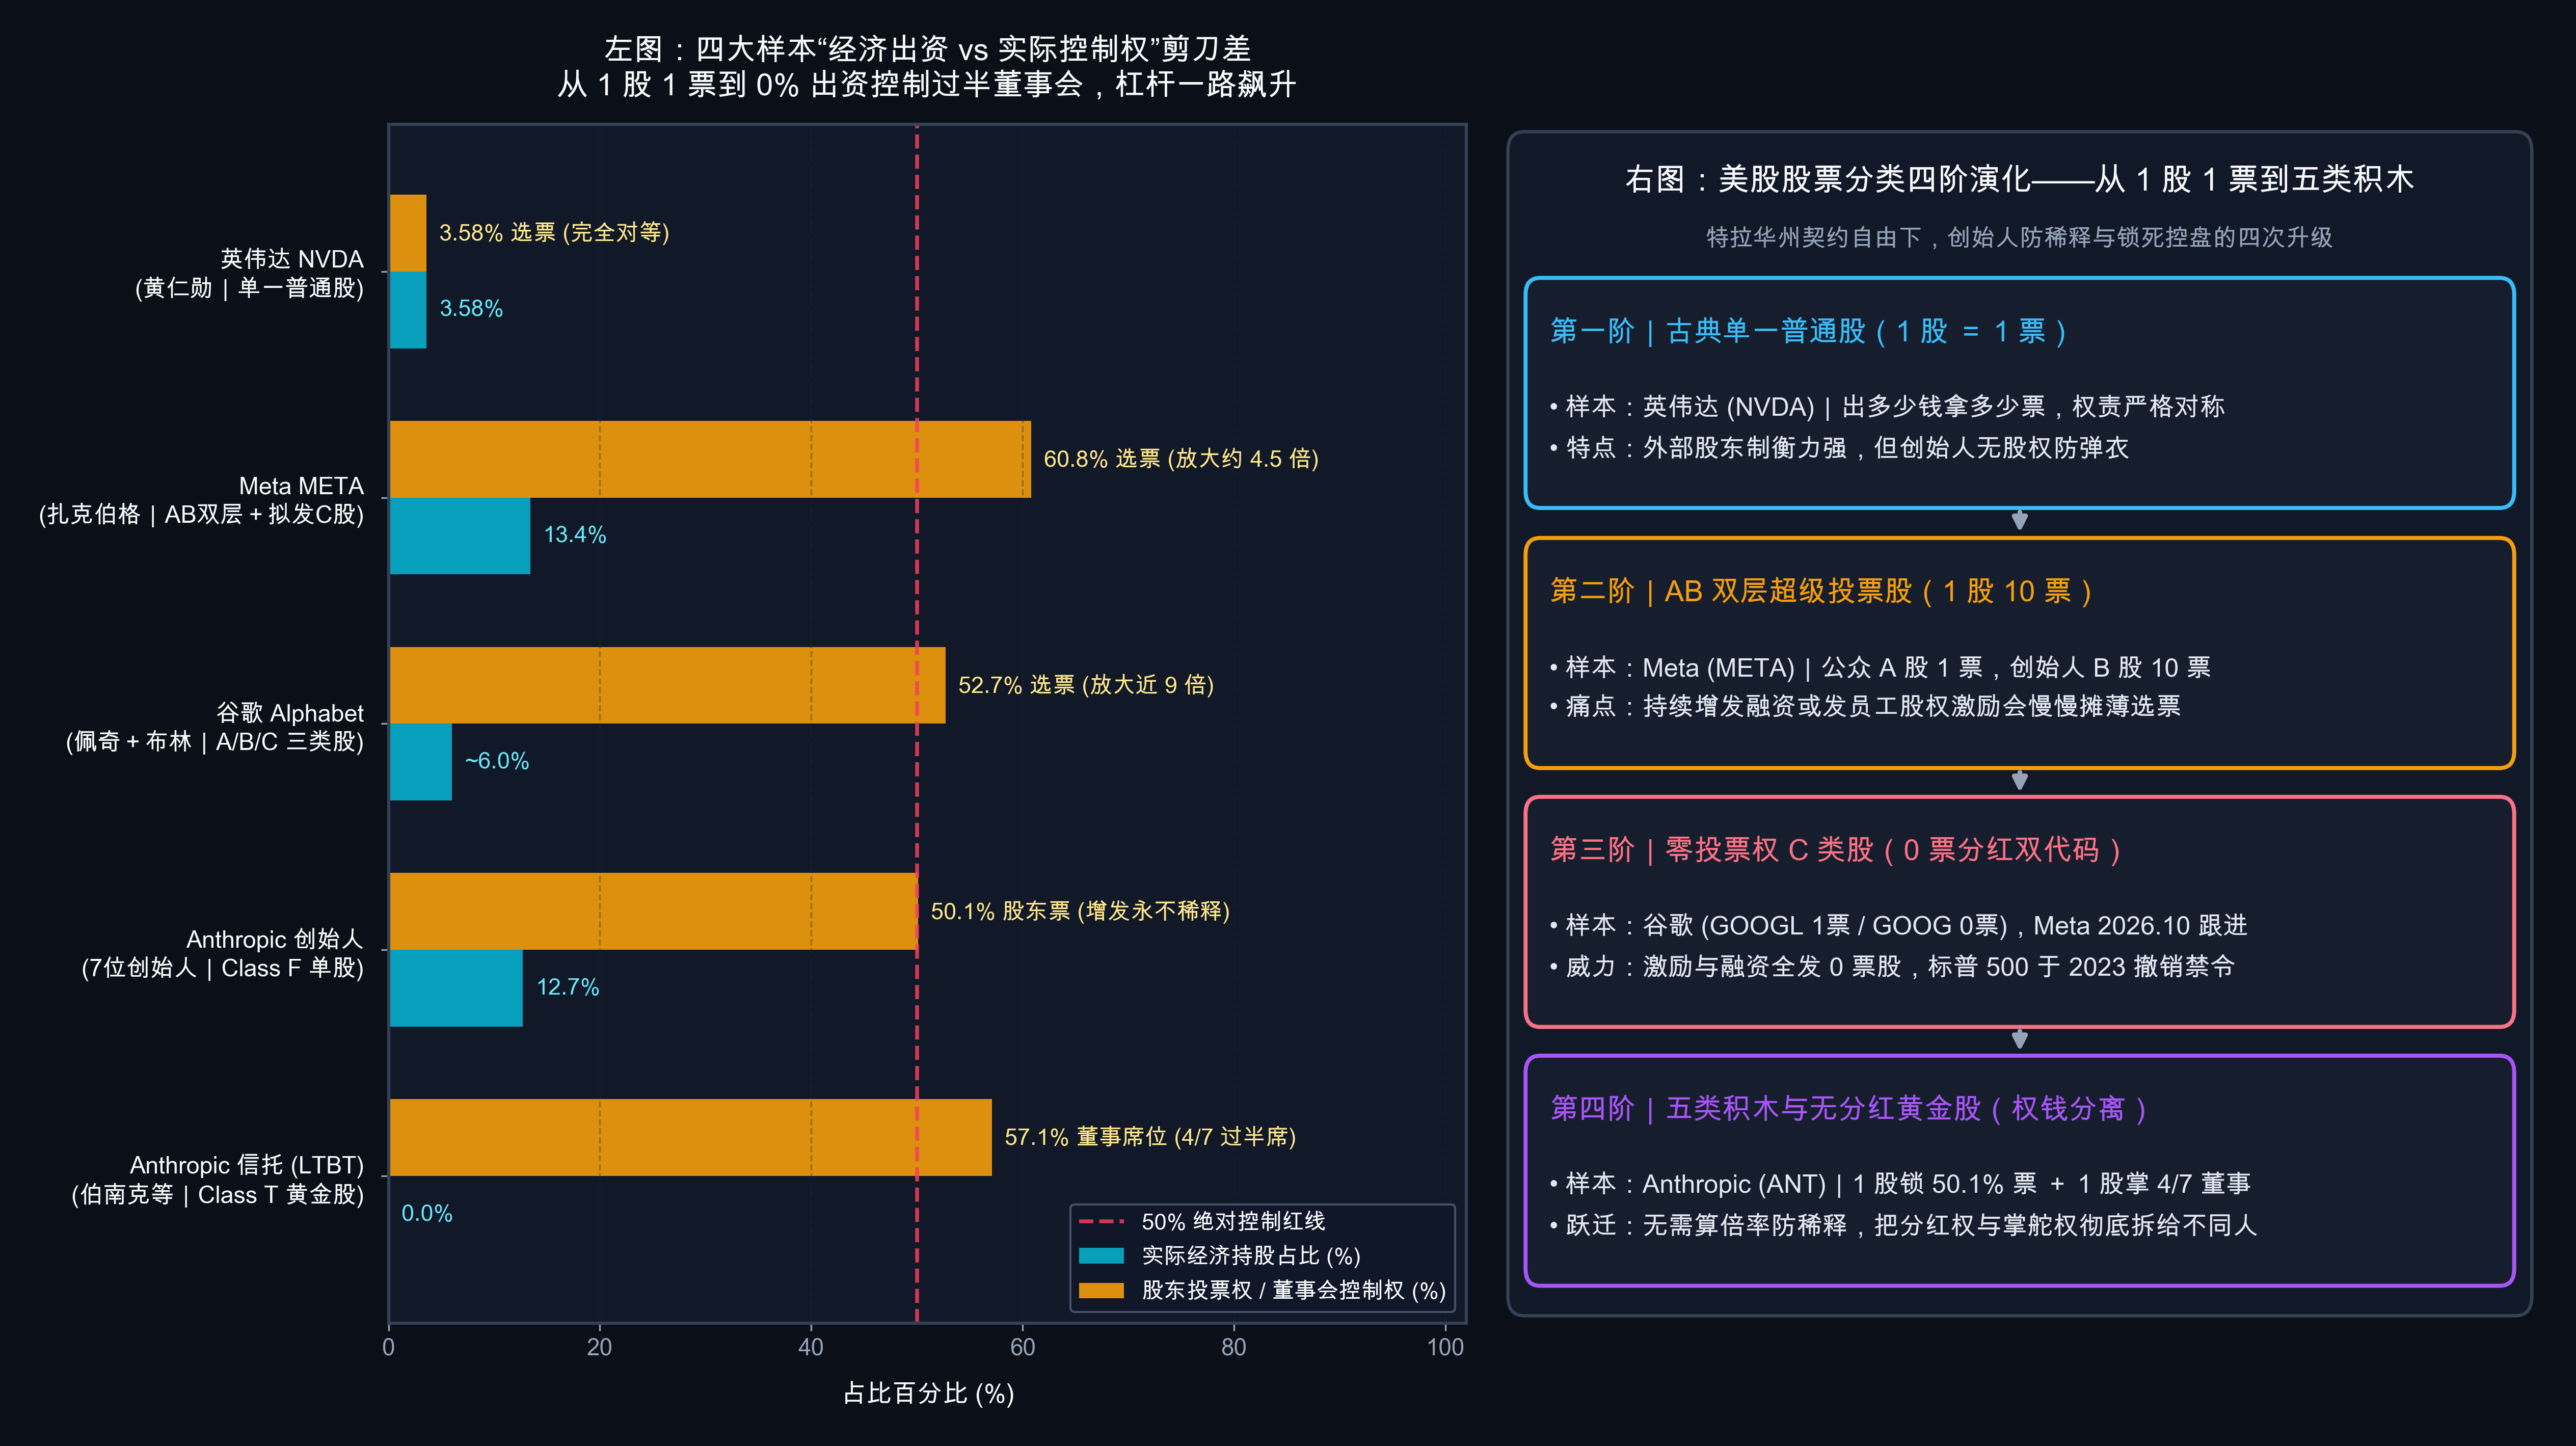 左图：四大样本“经济出资 vs 实际控制权”剪刀差
从 1 股 1 票到 0% 出资控制过半董事会，杠杆一路飙升
英伟达 NVDA
(黄仁勋 | 单一普通股)
3.58% 选票 (完全对等)
3.58%
Meta META
(扎克伯格 | AB双层 + 拟发C股)
60.8% 选票 (放大约 4.5 倍)
13.4%
谷歌 Alphabet
(佩奇 + 布林 | A/B/C 三类股)
52.7% 选票 (放大近 9 倍)
~6.0%
Anthropic 创始人
(7位创始人 | Class F 单股)
50.1% 股东票 (增发永不稀释)
12.7%
Anthropic 信托 (LTBT)
(伯南克等 | Class T 黄金股)
57.1% 董事席位 (4/7 过半席)
0.0%
50% 绝对控制红线
实际经济持股占比 (%)
股东投票权 / 董事会控制权 (%)
0
20
40
60
80
100
占比百分比 (%)
右图：美股股票分类四阶演化——从 1 股 1 票到五类积木
特拉华州契约自由下，创始人防稀释与锁死控盘的四次升级
第一阶 | 古典单一普通股 ( 1 股 = 1 票 )
• 样本：英伟达 (NVDA) | 出多少钱拿多少票，权责严格对称
• 特点：外部股东制衡力强，但创始人无股权防弹衣
第二阶 | AB 双层超级投票股 ( 1 股 10 票 )
• 样本：Meta (META) | 公众 A 股 1 票，创始人 B 股 10 票
• 痛点：持续增发融资或发员工股权激励会慢慢摊薄选票
第三阶 | 零投票权 C 类股 ( 0 票分红双代码 )
• 样本：谷歌 (GOOGL 1票 / GOOG 0票)，Meta 2026.10 跟进
• 威力：激励与融资全发 0 票股，标普 500 于 2023 撤销禁令
第四阶 | 五类积木与无分红黄金股 ( 权钱分离 )
• 样本：Anthropic (ANT) | 1 股锁 50.1% 票 + 1 股掌 4/7 董事
• 跃迁：无需算倍率防稀释，把分红权与掌舵权彻底拆给不同人